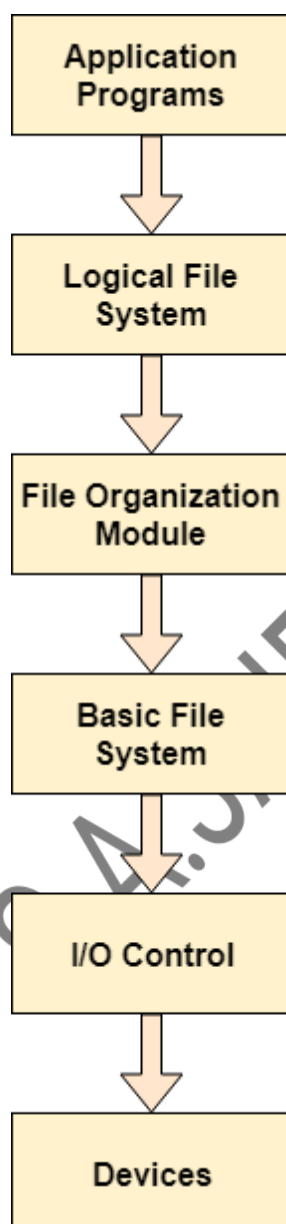 Application
Programs
Logical File
System
File Organization
Module
Basic File
System
I/O Control
Devices